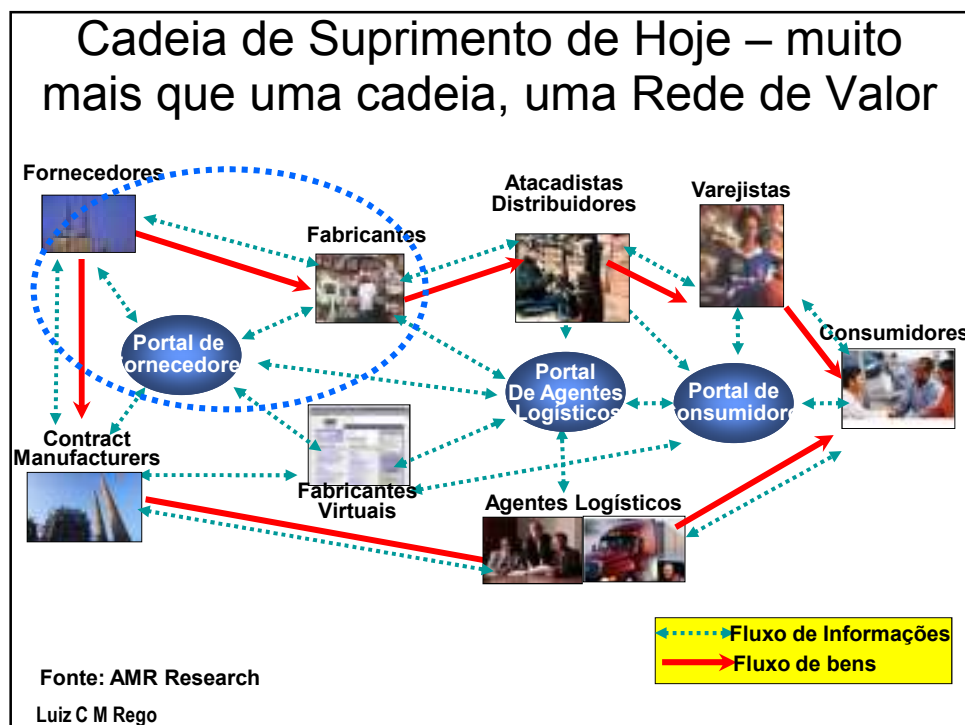 Cadeia de Suprimento de Hoje – muito
mais que uma cadeia, uma Rede de Valor
Fornecedores
Fabricantes
Atacadistas
Distribuidores
Varejistas
Consumidores
Portal de
Fornecedores
Portal
De Agentes
Logísticos
Portal de
Consumidores
Contract
Manufacturers
Fabricantes
Virtuais
Agentes Logísticos
Fluxo de Informações
Fluxo de bens
Fonte: AMR Research
Luiz C M Rego